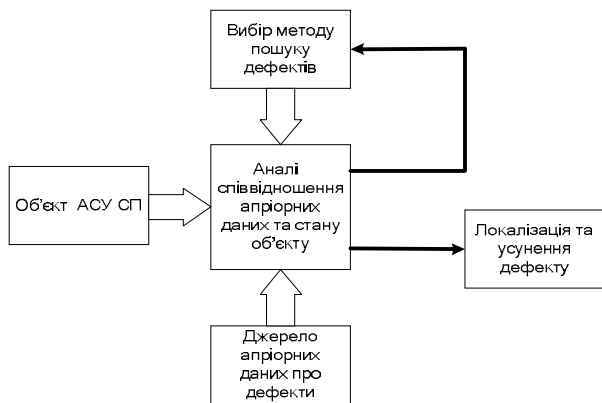 Вибір методу
пошуку
дефектів
Аналі
співвідношення
апріорних
даних та стану
об'єкту
Об'єкт АСУ СП
Локалізація та
усунення
дефекту
Джерело
апріорних
даних про
дефекти